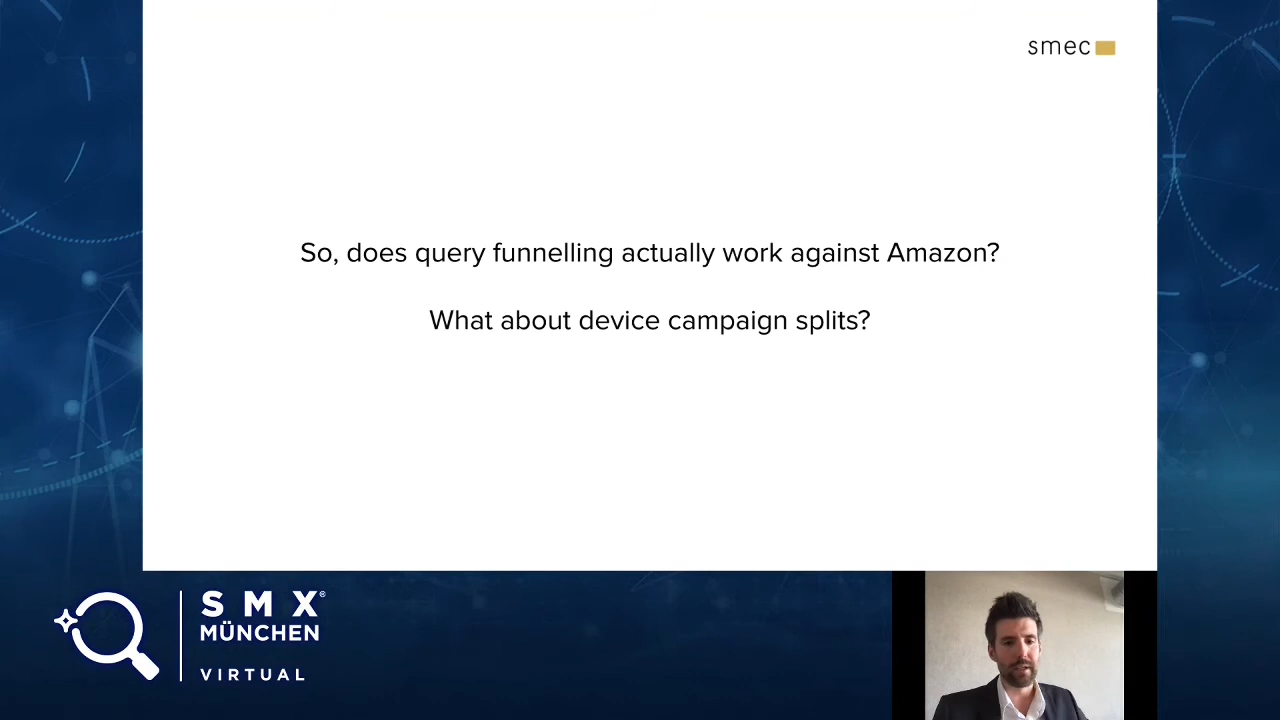 smec
So, does query funnelling actually work against Amazon?
What about device campaign splits?
SMX®
MÜNCHEN
VIRTUAL